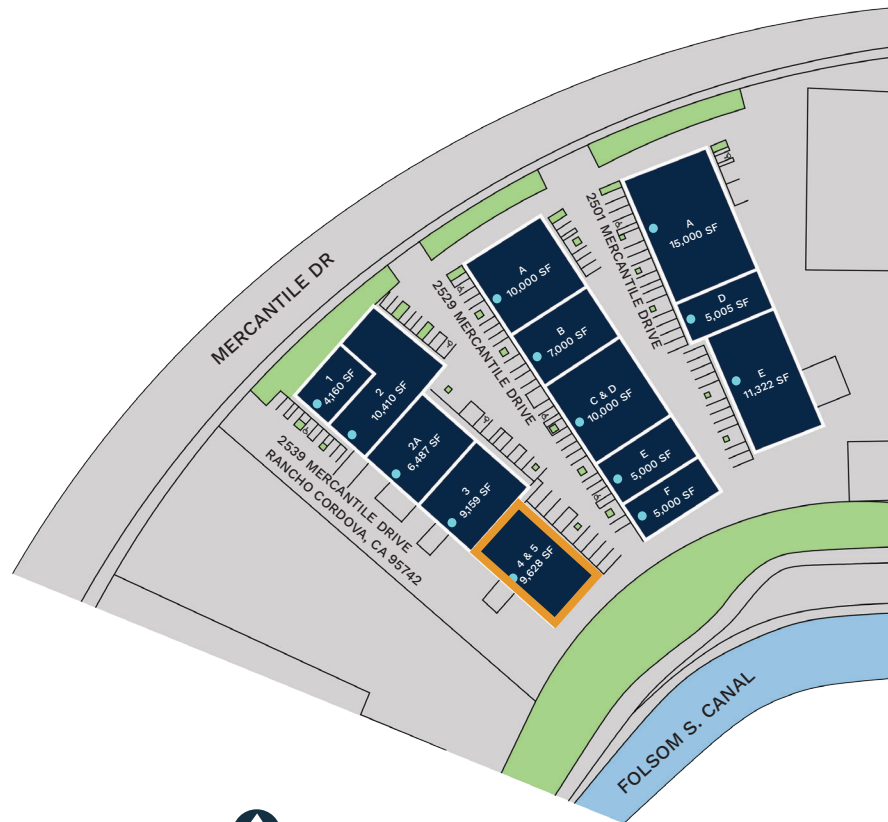 MERCANTILE DR
2501 MERCANTILE DRIVE
A
15,000 SF
D
5,005 SF
E
11,322 SF
2529 MERCANTILE DRIVE
A
10,000 SF
B
7,000 SF
C & D
10,000 SF
E
5,000 SF
F
5,000 SF
1
4,160 SF
2
10,410 SF
2A
6,487 SF
3
9,159 SF
4 & 5
9,628 SF
2539 MERCANTILE DRIVE
RANCHO CORDOVA, CA 95742
FOLSOM S. CANAL